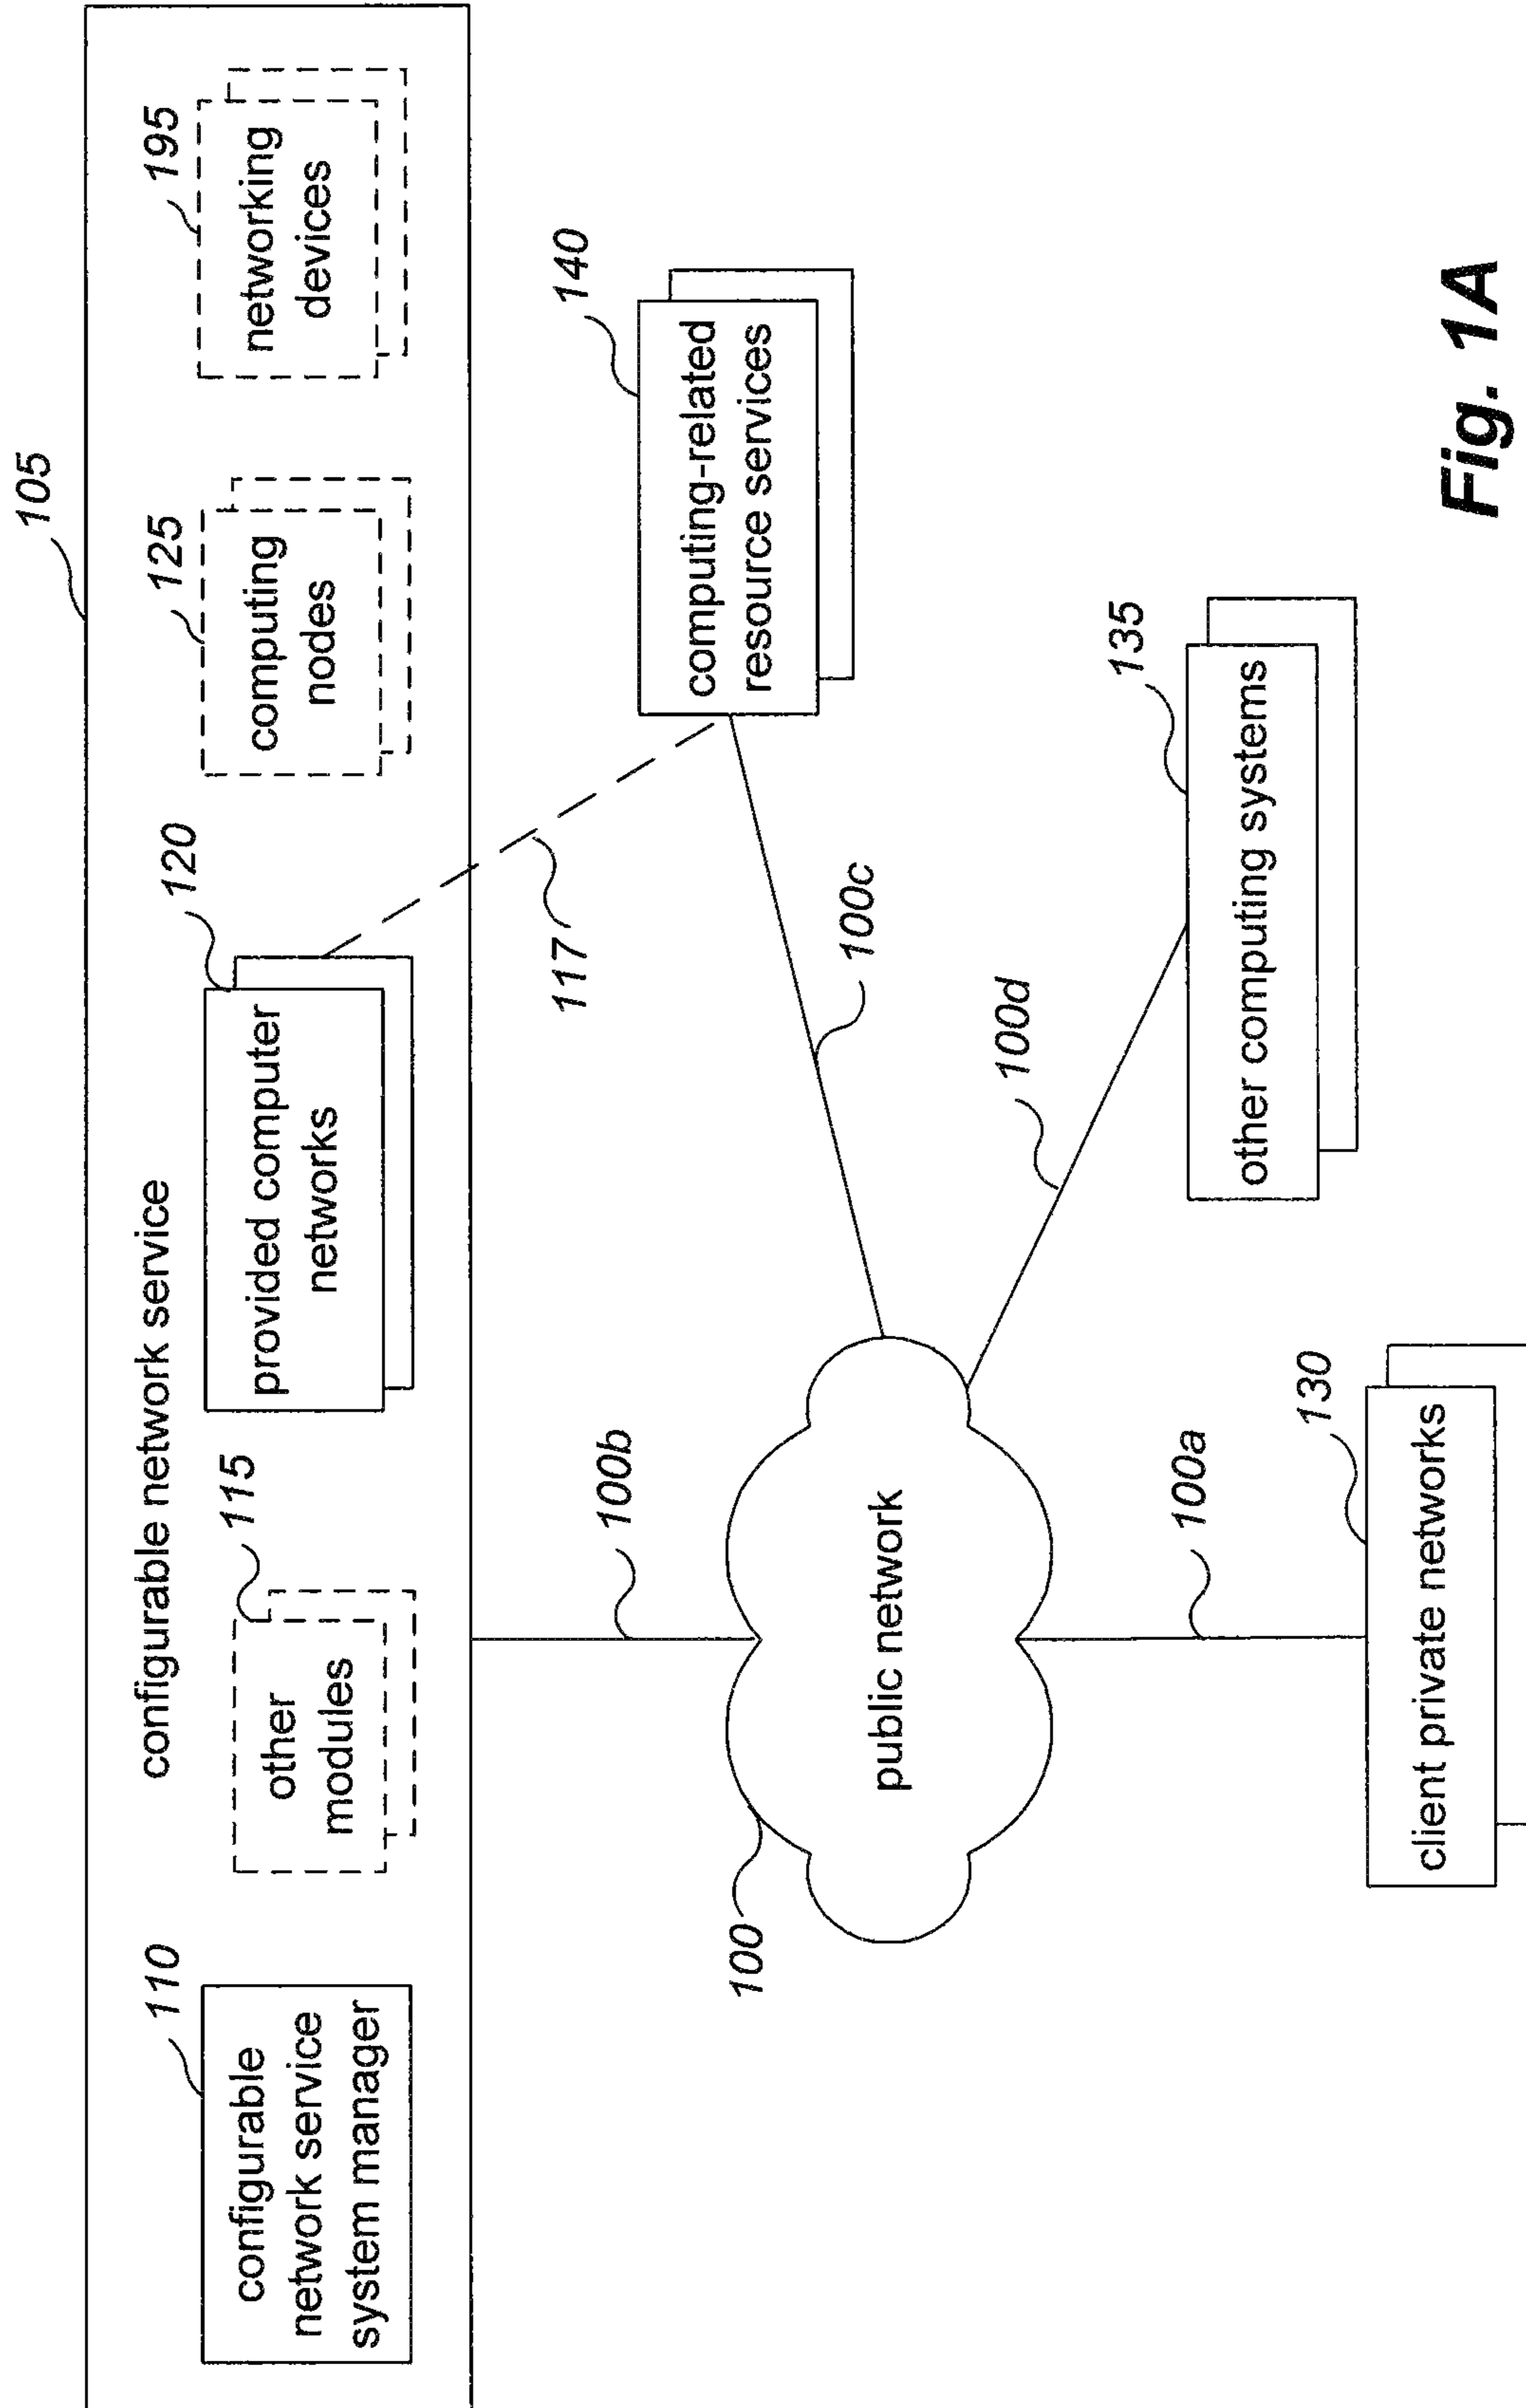 105
configurable network service
110
configurable
network service
system manager
115
other
modules
120
provided computer
networks
125
computing
nodes
195
networking
devices
117
140
computing-related
resource services
100b
100c
100
public network
100d
135
other computing systems
100a
130
client private networks
Fig. 1A